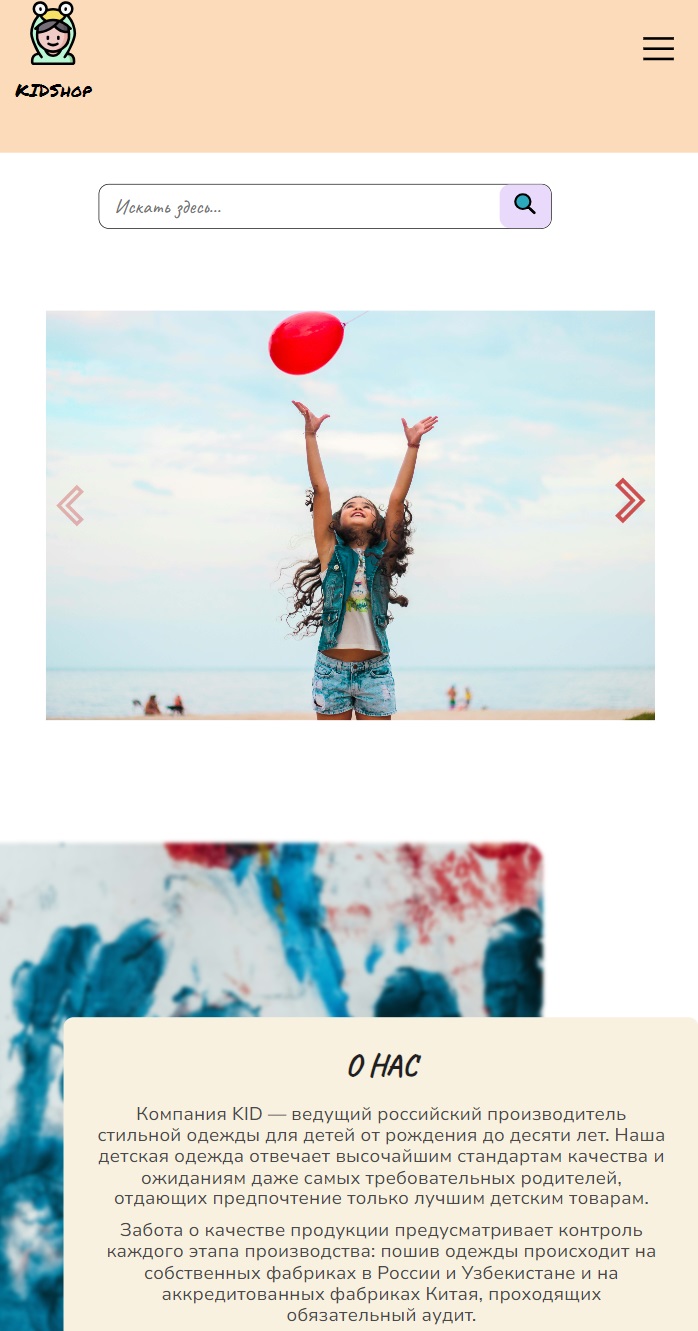 KIDShop
Искать здесь...
О НАС
Компания KID — ведущий российский производитель
стильной одежды для детей от рождения до десяти лет. Наша
детская одежда отвечает высочайшим стандартам качества и
ожиданиям даже самых требовательных родителей,
отдающих предпочтение только лучшим детским товарам.
Забота о качестве продукции предусматривает контроль
каждого этапа производства: пошив одежды происходит на
собственных фабриках в России и Узбекистане и на
аккредитованных фабриках Китая, проходящих
обязательный аудит.